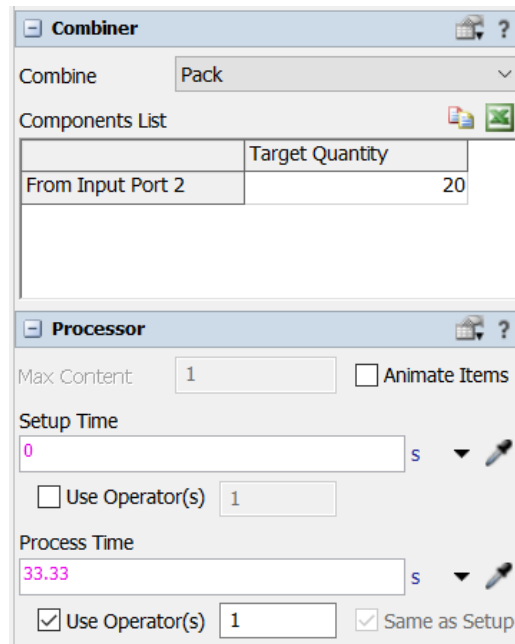 Combiner ?
Combine Pack
Components List
Target Quantity
From Input Port 2 20
Processor ?
Max Content 1 Animate Items
Setup Time
0 s
Use Operator(s) 1
Process Time
33.33 s
Use Operator(s) 1 Same as Setup